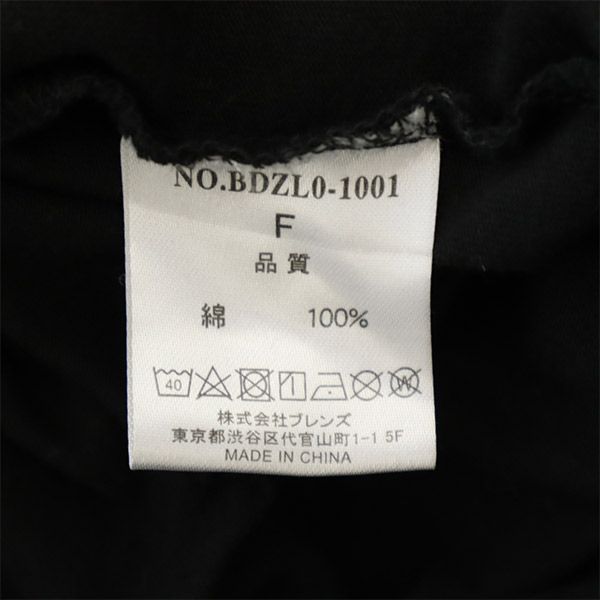 NO.BDZL0-1001
F
品質
綿 100%
40 W
株式会社ブレンズ
東京都渋谷区代官山町1-1 5F
MADE IN CHINA